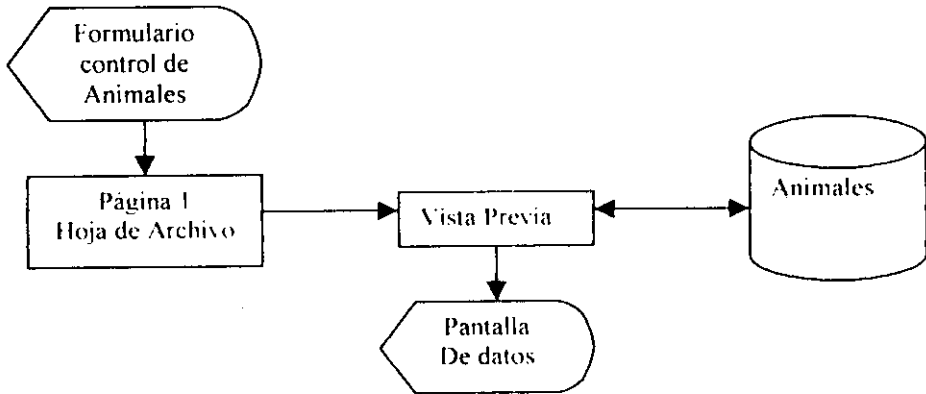 Formulario
control de
Animales
Página 1
Hoja de Archivo
Vista Previa
Animales
Pantalla
De datos